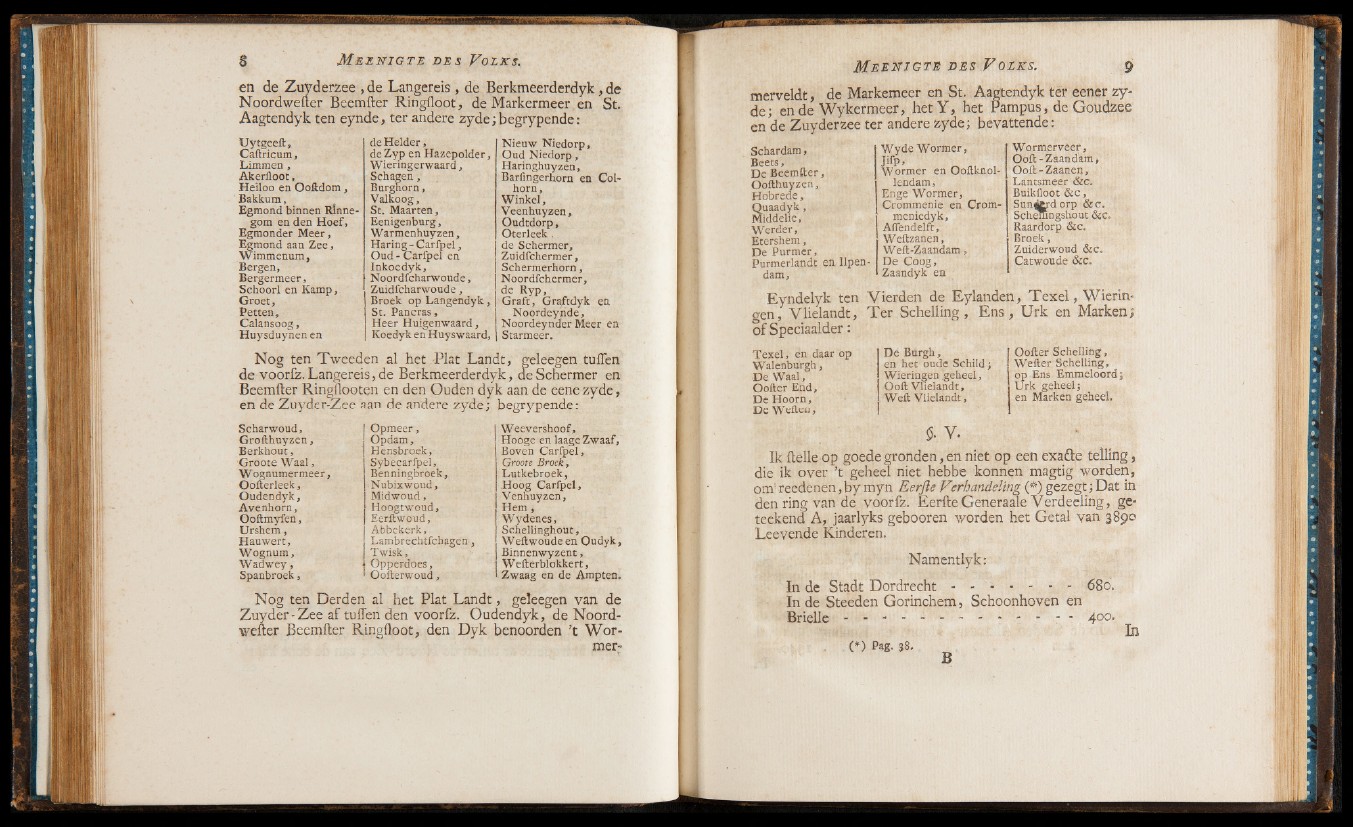 8 MEENIGTE DES VOLKS.
en de Zuyderzee , de Langereis , de Berkmeerderdyk , de
Noordweſter Beemſter Ringſloot, de Markermeer en St.
Aagtendyk ten eynde, ter andere zyde; begrypende:
Uytgeeſt,
Caſtricum,
Limmen ,
Akerſloot,
Heiloo en Ooſtdom ,
Bakkum,
Egmond binnen Rinne-
gom en den Hoef,
Egmonder Meer,
Egmond aan Zee,
Wimmenum,
Bergen,
Bergermeer,
Schoorl en Kamp,
Groet,
Petten,
Calansoog,
Huysduynen en
de Helder,
de Zyp en Hazepolder,
Wieringerwaard,
Schagen ,
Burghorn,
Valkoog,
St. Maarten,
Eenigenburg,
Warmenhuyzen,
Haring-Carſpel,
Oud-Carſpel en
Inkoedyk,
Noordſcharwoude,
Zuidſcharwoude,
Broek op Langendyk,
St. Pancras,
Heer Huigenwaard,
Koedyk en Huyswaard,
Nieuw Niedorp,
Oud Niedorp,
Haringhuyzen,
Barſingerhorn en Col-
horn,
Winkel,
Veenhuyzen,
Oudtdorp,
Oterleek,
de Schermer,
Zuidſchermer,
Schermerhorn,
Noordſchermer,
de Ryp,
Graft, Graftdyk en
Noordeynde,
Noordeynder Meer en
Starmeer.
Nog ten Tweeden al het Plat Landt, geleegen tuſſen
de voorſz. Langereis, de Berkmeerderdyk, de Schermer en
Beemſter Ringſlooten en den Ouden dyk aan de eene zyde,
en de Zuyder-Zee aan de andere zyde; begrypende:
Scharwoud,
Groſthuyzen,
Berkhout,
Groote Waal,
Wognumermeer,
Ooſterleek,
Oudendyk,
Avenhorn,
Ooſtmyſen,
Urshem,
Hauwert,
Wognum,
Wadwey,
Spanbroek,
Opmeer,
Opdam,
Hensbroek,
Sybecarſpel,
Benningbroek,
Nubixwoud,
Midwoud,
Hoogtwoud,
Eerſtwoud,
Abbekerk,
Lambrechtſchagen,
Twisk,
Opperdoes,
Ooſterwoud,
Weevershoof,
Hooge en laage Zwaaf,
Boven Carſpel,
Groote Broek,
Lutkebroek,
Hoog Carſpel,
Venhuyzen,
Hem,
Wydenes,
Schellinghout,
Weſtwoude en Oudyk,
Binnenwyzent,
Weſterblokkert,
Zwaag en de Ampten.
Nog ten Derden al het Plat Landt, geleegen van de
Zuyder-Zee af tuſſen den voorſz. Oudendyk, de Noord-
weſter Beemſter Ringſloot, den Dyk benoorden 't Wor-
mer-
MEENIGTE DES VOLKS. 9
merveldt, de Markemeer en St. Aagtendyk ter eener zy-
de; en de Wykermeer, het Y, het Pampus, de Goudzee
en de Zuyderzee ter andere zyde; bevattende:
Schardam,
Beets,
De Beemſter,
Ooſthuyzen,
Hobrede,
Quaadyk,
Middelie,
Werder,
Etershem,
De Purmer,
Purmerlandt en Ilpen-
dam,
Wyde Wormer,
Jiſp,
Wormer en Ooſtknol-
lendam,
Enge Wormer,
Crommenie en Crom-
meniedyk,
Aſſendelft,
Weſtzanen,
Weſt-Zaandam,
De Coog,
Zaandyk en
Wormerveer,
Ooſt-Zaandam,
Ooſt-Zaanen,
Lantsmeer &c.
Buikſloot &c,
dorp &c.
Schellingshout &c.
Raardorp &c.
Broek,
Zuiderwoud &c.
Catwoude &c.
Eyndelyk ten Vierden de Eylanden, Texel, Wierin-
gen, Vlielandt, Ter Schelling, Ens, Urk en Marken;
of Speciaalder:
Texel, en daar op
Walenburgh,
De Waal,
Ooſter End,
De Hoorn,
De Weſten,
De Burgh,
en het oude Schild;
Wieringen geheel,
Ooſt Vlielandt,
Weſt Vlielandt,
Ooſter Schelling,
Weſter Schelling,
op Ens Emmeloord;
Urk geheel;
en Marken geheel.
§. V.
Ik ſtelle op goede gronden, en niet op een exacte telling,
die ik over 't geheel niet hebbe konnen magtig worden,
om reedenen, by myn Eerſte Verhandeling (*) gezegt; Dat in
den ring van de voorſz. Eerſte Generaale Verdeeling, ge-
teekend A, jaarlyks gebooren worden het Getal van 3890
Leevende Kinderen.
Namentlyk:
In de Stadt Dordrecht - - - - - - - 680.
In de Steeden Gorinchem, Schoonhoven en
Brielle - - - - - - - - - - - - - 400.
In
(*) Pag. 38.
B